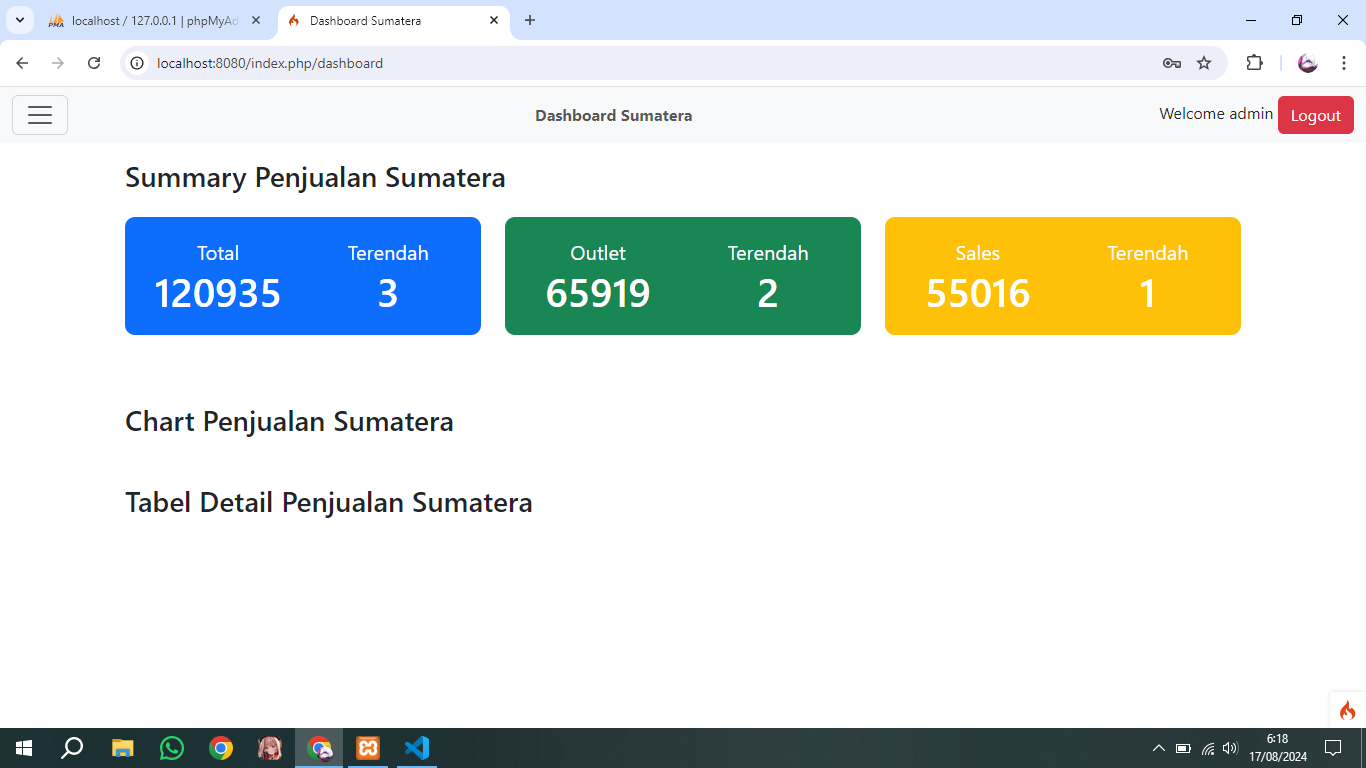 localhost / 127.0.0.1 | phpMyAd
Dashboard Sumatera
localhost:8080/index.php/dashboard
Dashboard Sumatera
Welcome admin
Logout
Summary Penjualan Sumatera
Total
Terendah
120935
3
Outlet
Terendah
65919
2
Sales
Terendah
55016
1
Chart Penjualan Sumatera
Tabel Detail Penjualan Sumatera
6:18
17/08/2024